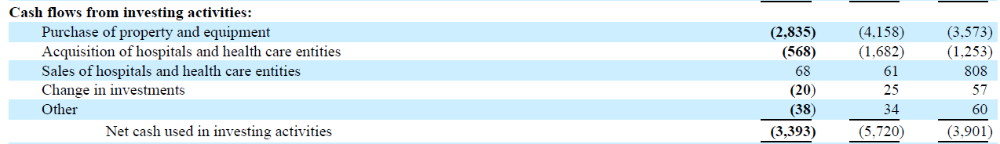 Cash flows from investing activities:
Purchase of property and equipment (2,835) (4,158) (3,573)
Acquisition of hospitals and health care entities (568) (1,682) (1,253)
Sales of hospitals and health care entities 68 61 808
Change in investments (20) 25 57
Other (38) 34 60
Net cash used in investing activities (3,393) (5,720) (3,901)